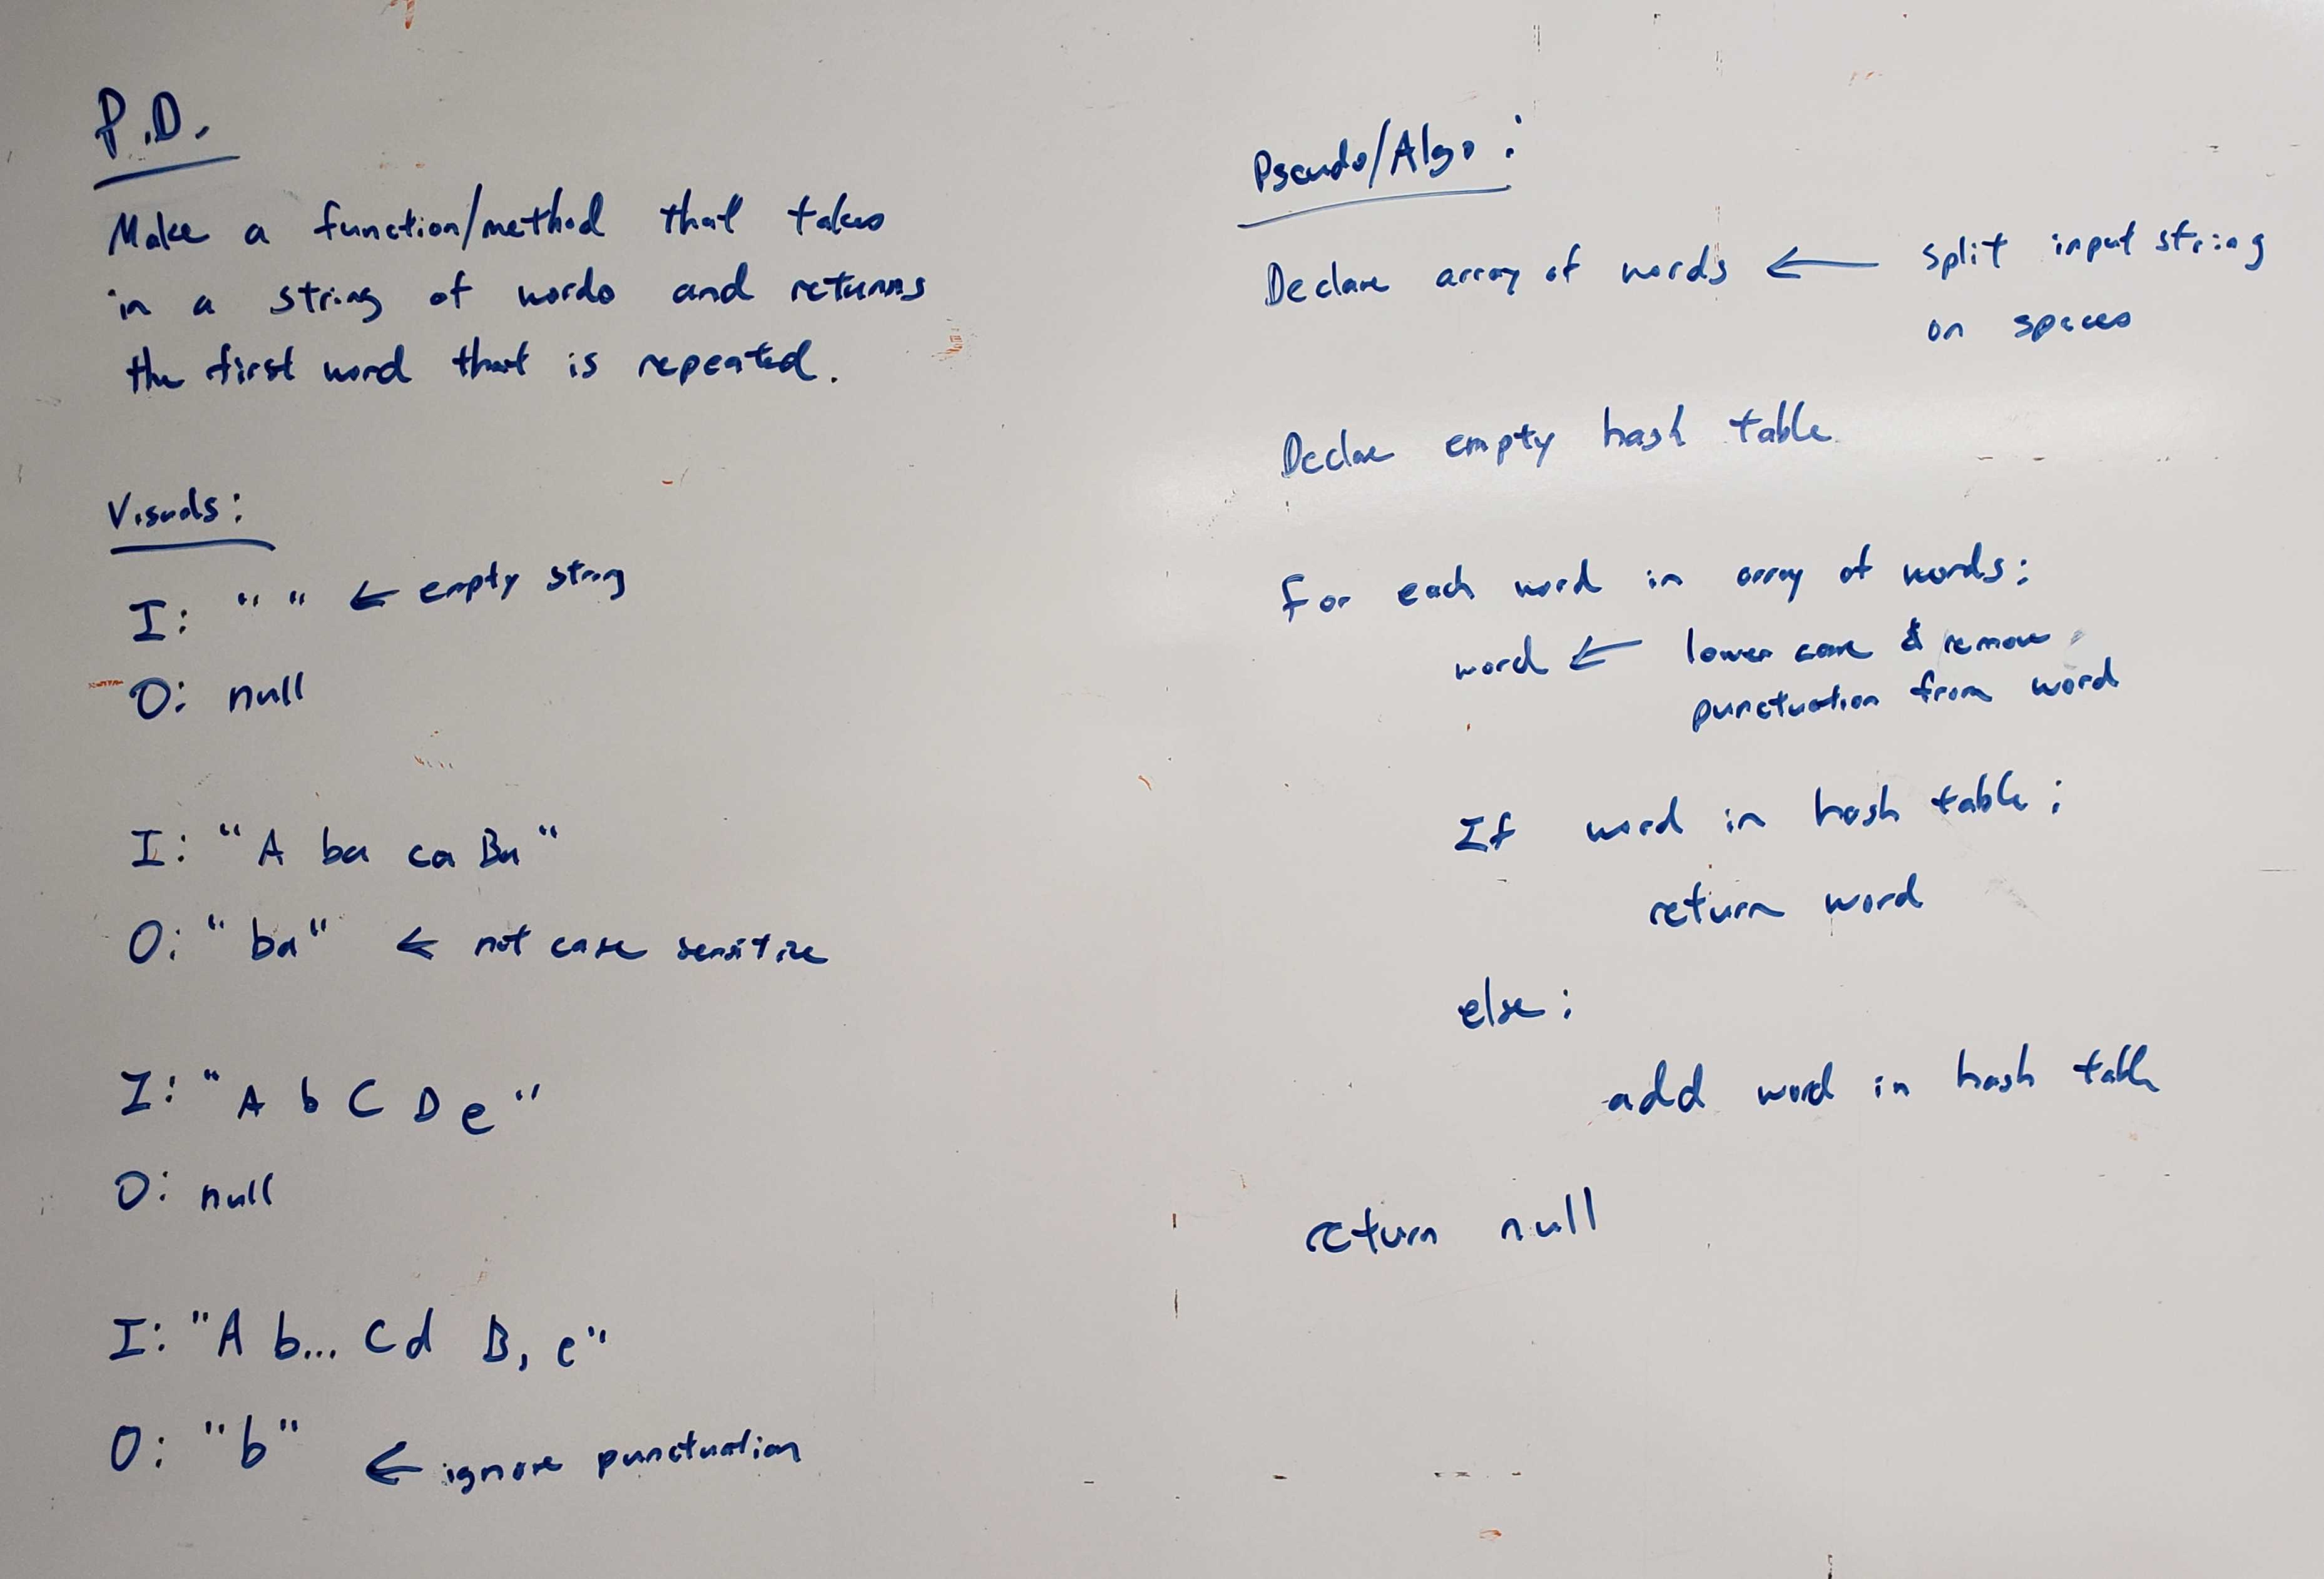 P.D.
Make a function/method that takes
in a string of words and returns
the first word that is repeated.
Visuals:
I: " " ← empty string
O: null
I: "A ba ca Ba"
O: "ba" ← not case sensitive
I: "A b C D e"
O: null
I: "A b... C d B, e"
O: "b" ← ignore punctuation
Pseudo/Algo:
Declare array of words ← split input string
on spaces
Declare empty hash table
for each word in array of words:
word ← lower case & remove
punctuation from word
If word in hash table:
return word
else:
add word in hash table
return null